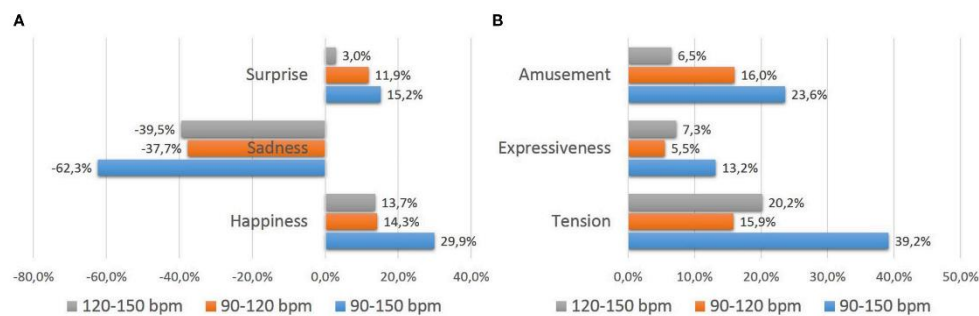 A
Surprise
3,0%
11,9%
15,2%
Sadness
-39,5%
-37,7%
-62,3%
Happiness
13,7%
14,3%
29,9%
-80,0% -60,0% -40,0% -20,0% 0,0% 20,0% 40,0%
120-150 bpm 90-120 bpm 90-150 bpm
B
Amusement
6,5%
16,0%
23,6%
Expressiveness
7,3%
5,5%
13,2%
Tension
20,2%
15,9%
39,2%
0,0% 10,0% 20,0% 30,0% 40,0% 50,0%
120-150 bpm 90-120 bpm 90-150 bpm